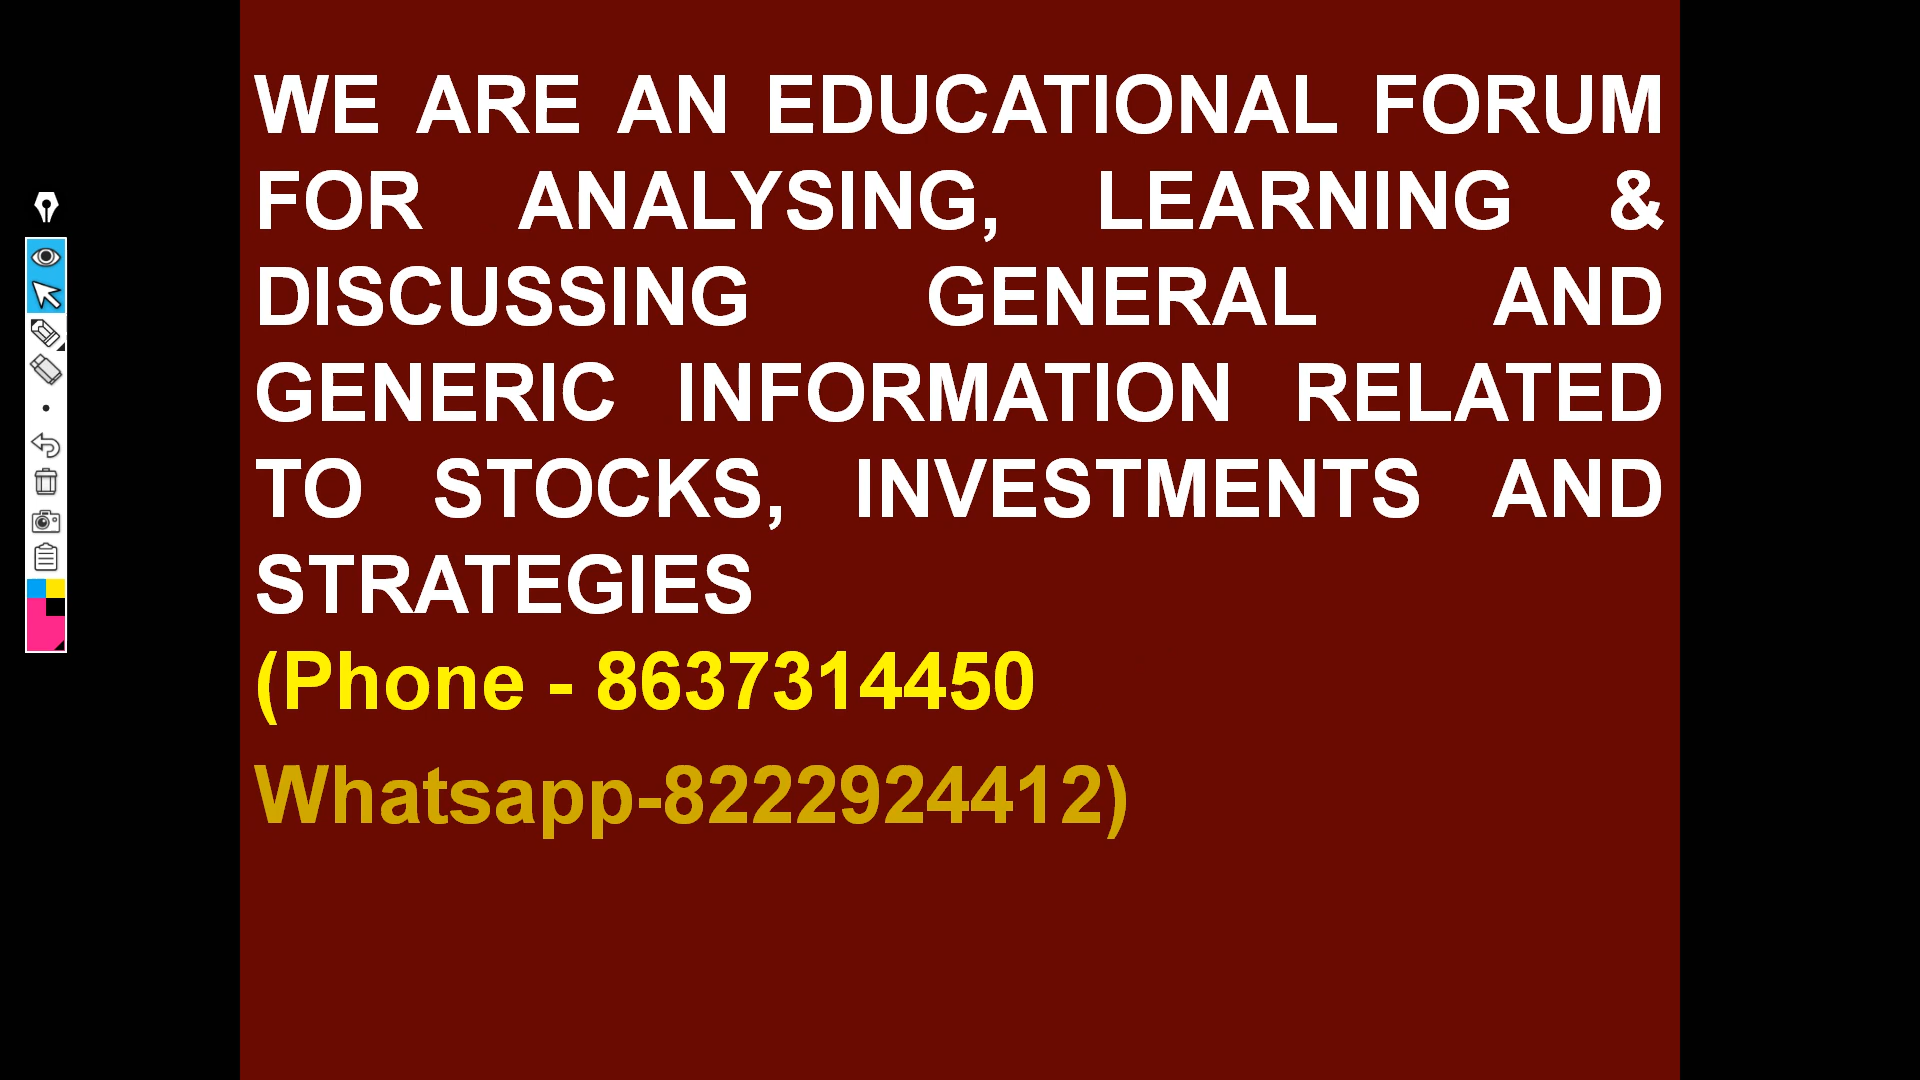 WE ARE AN EDUCATIONAL FORUM
FOR ANALYSING, LEARNING &
DISCUSSING GENERAL AND
GENERIC INFORMATION RELATED
TO STOCKS, INVESTMENTS AND
STRATEGIES
(Phone - 8637314450
Whatsapp-8222924412)